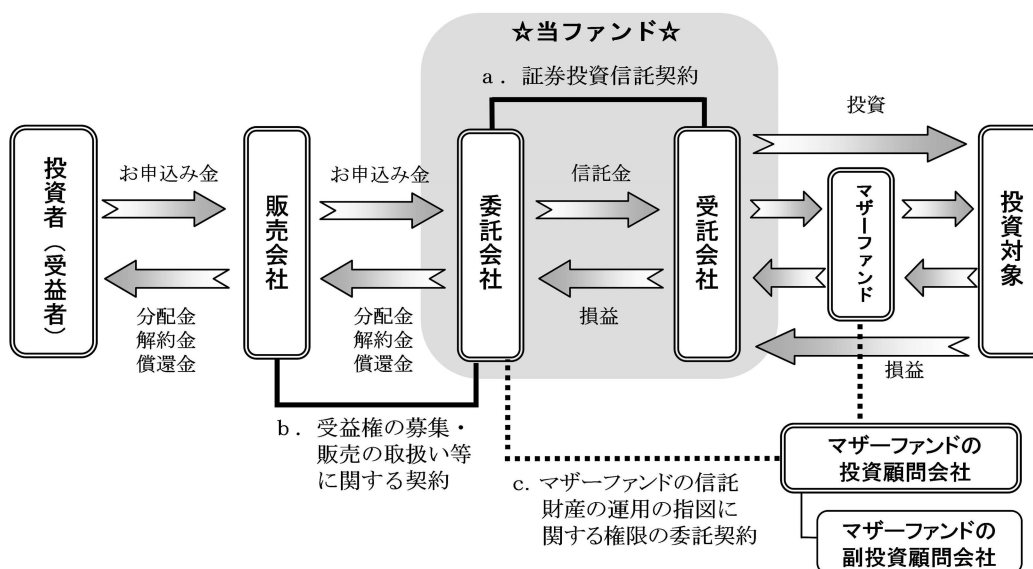 ☆当ファンド☆
a．証券投資信託契約
投資者（受益者）
お申込み金
分配金
解約金
償還金
販売会社
お申込み金
分配金
解約金
償還金
委託会社
信託金
損益
受託会社
投資
マザーファンド
損益
投資対象
b．受益権の募集・
販売の取扱い等
に関する契約
c．マザーファンドの信託
財産の運用の指図に
関する権限の委託契約
マザーファンドの
投資顧問会社
マザーファンドの
副投資顧問会社